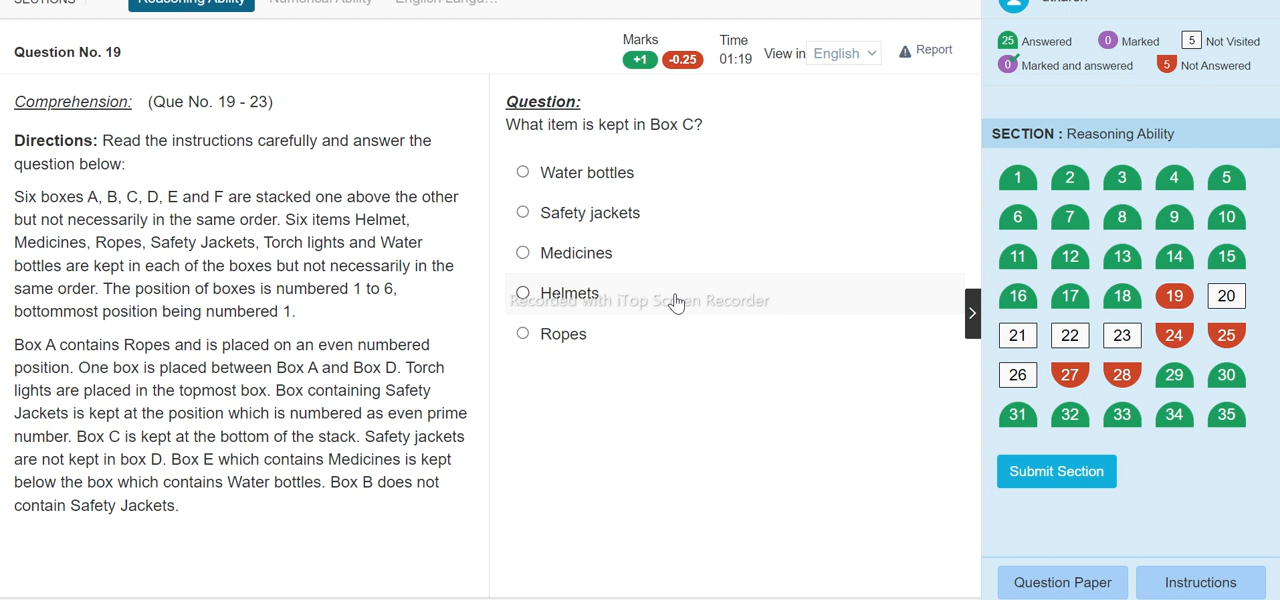 SECTIONS
Reasoning Ability
Numerical Ability
English Langu...
Question No. 19
Marks
+1 -0.25
Time
01:19
View in English
Report
Comprehension: (Que No. 19 - 23)
Directions: Read the instructions carefully and answer the
question below:
Six boxes A, B, C, D, E and F are stacked one above the other
but not necessarily in the same order. Six items Helmet,
Medicines, Ropes, Safety Jackets, Torch lights and Water
bottles are kept in each of the boxes but not necessarily in the
same order. The position of boxes is numbered 1 to 6,
bottommost position being numbered 1.
Box A contains Ropes and is placed on an even numbered
position. One box is placed between Box A and Box D. Torch
lights are placed in the topmost box. Box containing Safety
Jackets is kept at the position which is numbered as even prime
number. Box C is kept at the bottom of the stack. Safety jackets
are not kept in box D. Box E which contains Medicines is kept
below the box which contains Water bottles. Box B does not
contain Safety Jackets.
Question:
What item is kept in Box C?
Water bottles
Safety jackets
Medicines
Helmets
Recorded with iTop Screen Recorder
Ropes
25 Answered
0 Marked
5 Not Visited
0 Marked and answered
5 Not Answered
SECTION : Reasoning Ability
1 2 3 4 5
6 7 8 9 10
11 12 13 14 15
16 17 18 19 20
21 22 23 24 25
26 27 28 29 30
31 32 33 34 35
Submit Section
Question Paper
Instructions